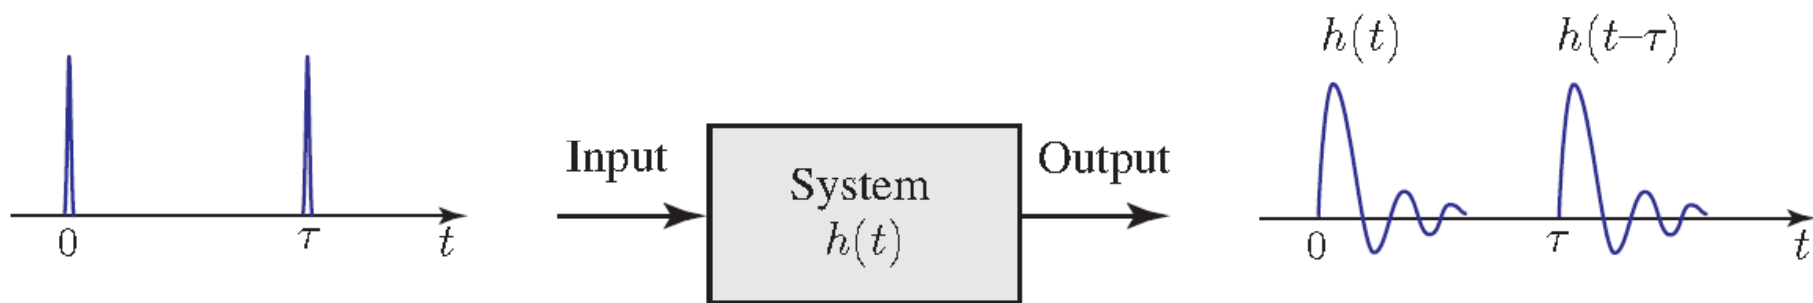 0
τ
t
Input
System
h(t)
Output
h(t)
h(t–τ)
0
τ
t